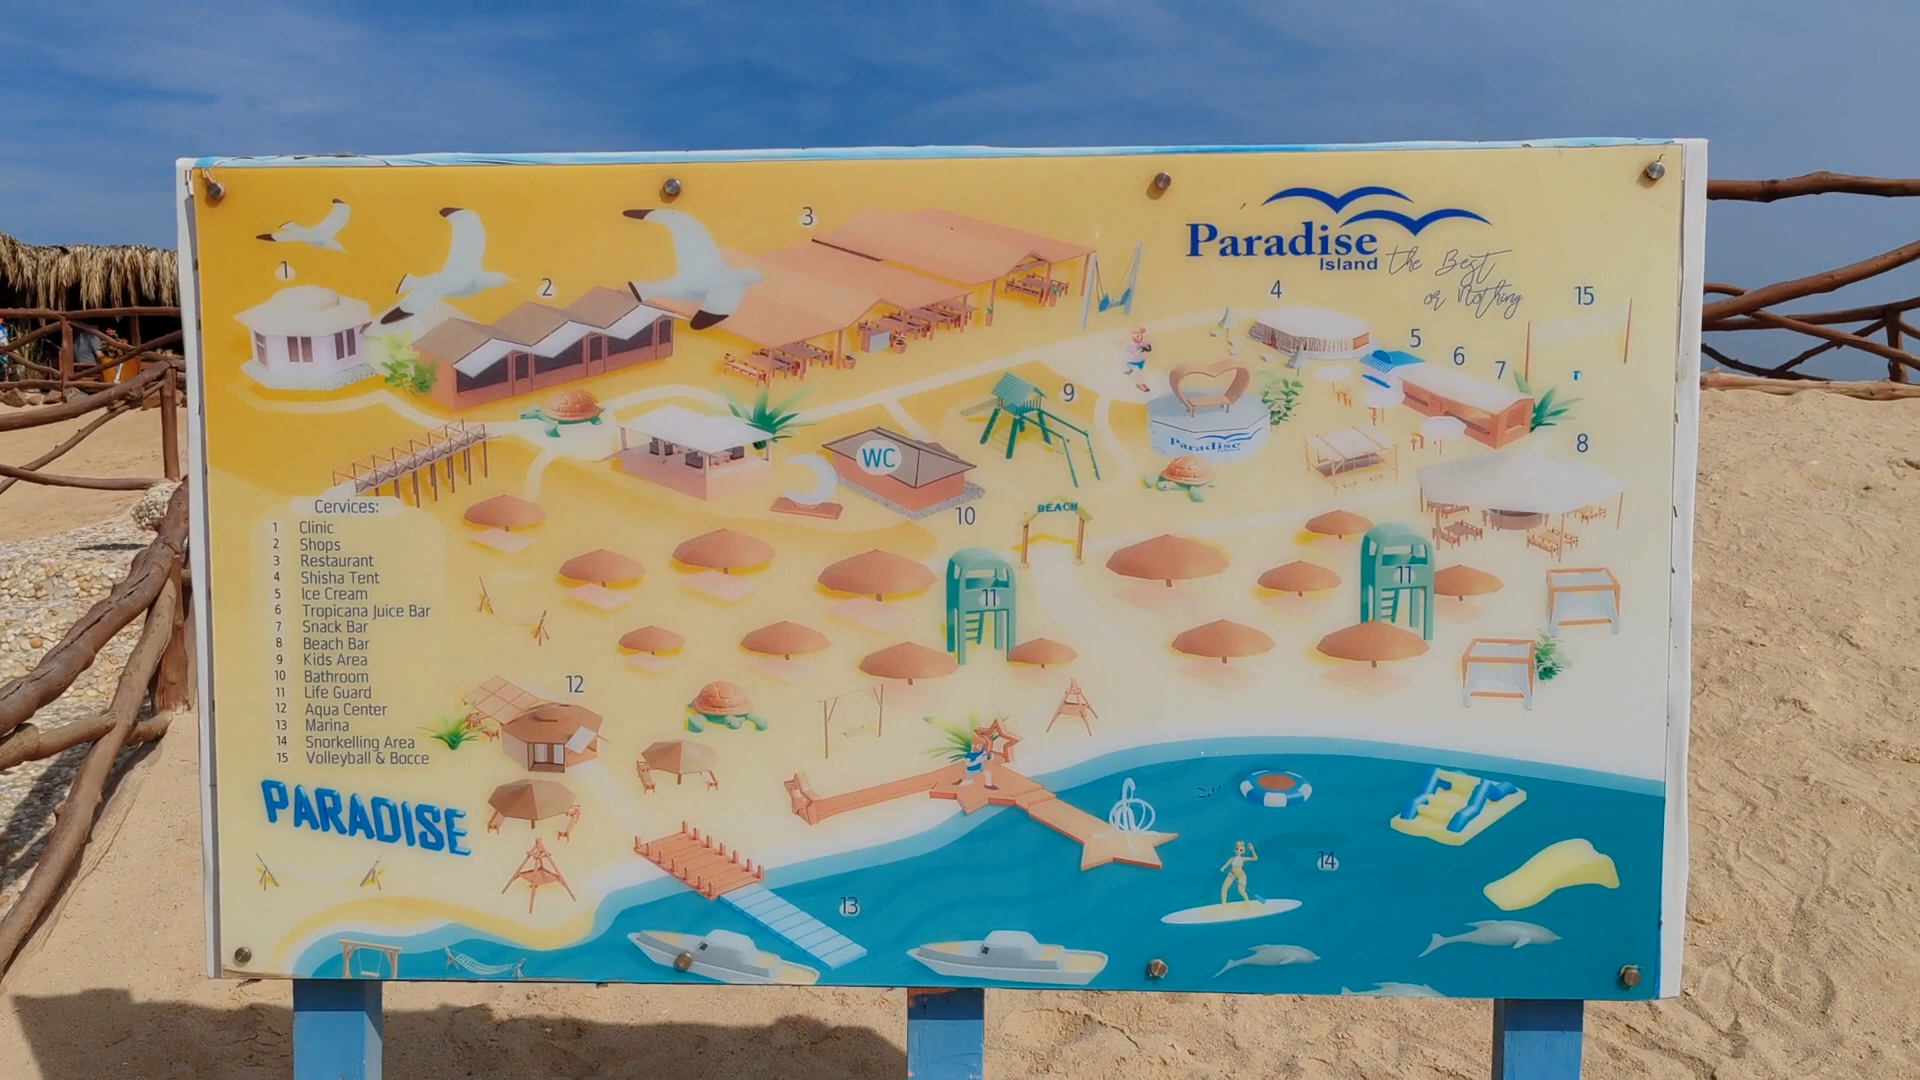 3
Paradise
Island
the Best
or Nothing
1
2
4
15
5
6
7
9
8
Paradise
Island
WC
10
BEACH
11
11
Cervices:
1 Clinic
2 Shops
3 Restaurant
4 Shisha Tent
5 Ice Cream
6 Tropicana Juice Bar
7 Snack Bar
8 Beach Bar
9 Kids Area
10 Bathroom
11 Life Guard
12 Aqua Center
13 Marina
14 Snorkelling Area
15 Volleyball & Bocce
12
PARADISE
14
13